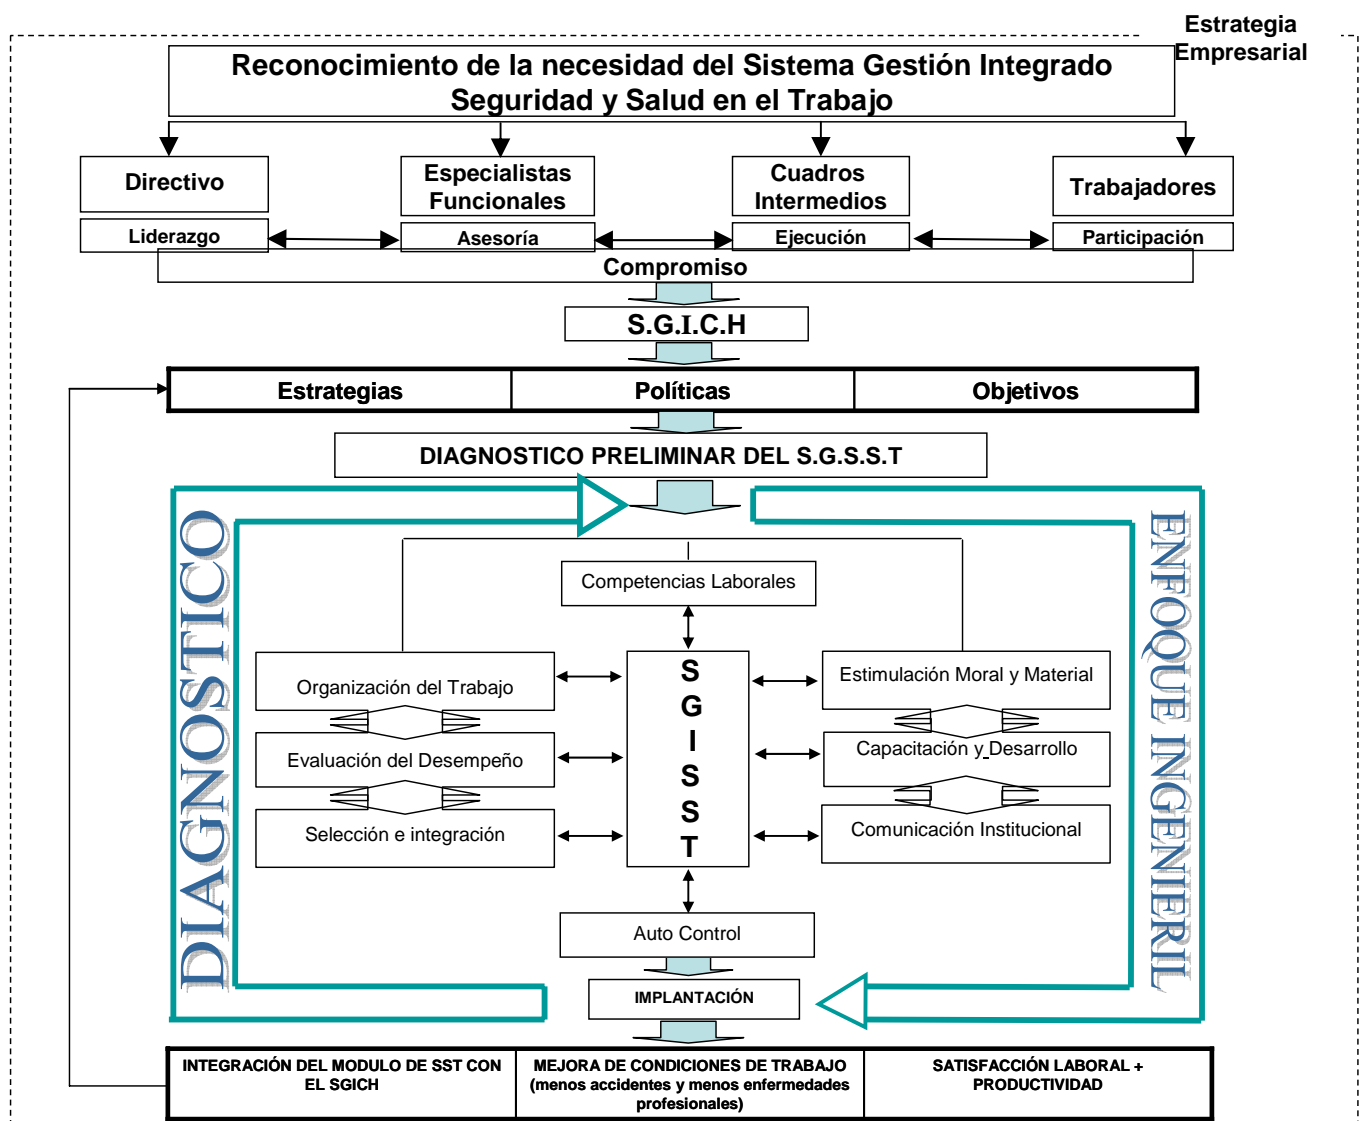 Estrategia
Empresarial
Reconocimiento de la necesidad del Sistema Gestión Integrado
Seguridad y Salud en el Trabajo
Directivo
Especialistas
Funcionales
Cuadros
Intermedios
Trabajadores
Liderazgo
Asesoría
Ejecución
Participación
Compromiso
S.G.I.C.H
Estrategias
Políticas
Objetivos
DIAGNOSTICO PRELIMINAR DEL S.G.S.S.T
DIAGNOSTICO
ENFOQUE INGENIERIL
Competencias Laborales
Organización del Trabajo
Evaluación del Desempeño
Selección e integración
S
G
I
S
S
T
Estimulación Moral y Material
Capacitación y Desarrollo
Comunicación Institucional
Auto Control
IMPLANTACIÓN
INTEGRACIÓN DEL MODULO DE SST CON
EL SGICH
MEJORA DE CONDICIONES DE TRABAJO
(menos accidentes y menos enfermedades
profesionales)
SATISFACCIÓN LABORAL +
PRODUCTIVIDAD